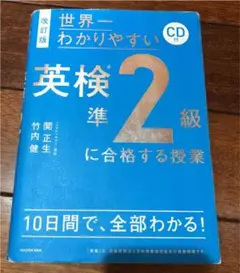 改訂版
世界一
わかりやすい
CD付
英検®
準2級
に合格する授業
関 正生
竹内 健
10日間で、全部わかる!